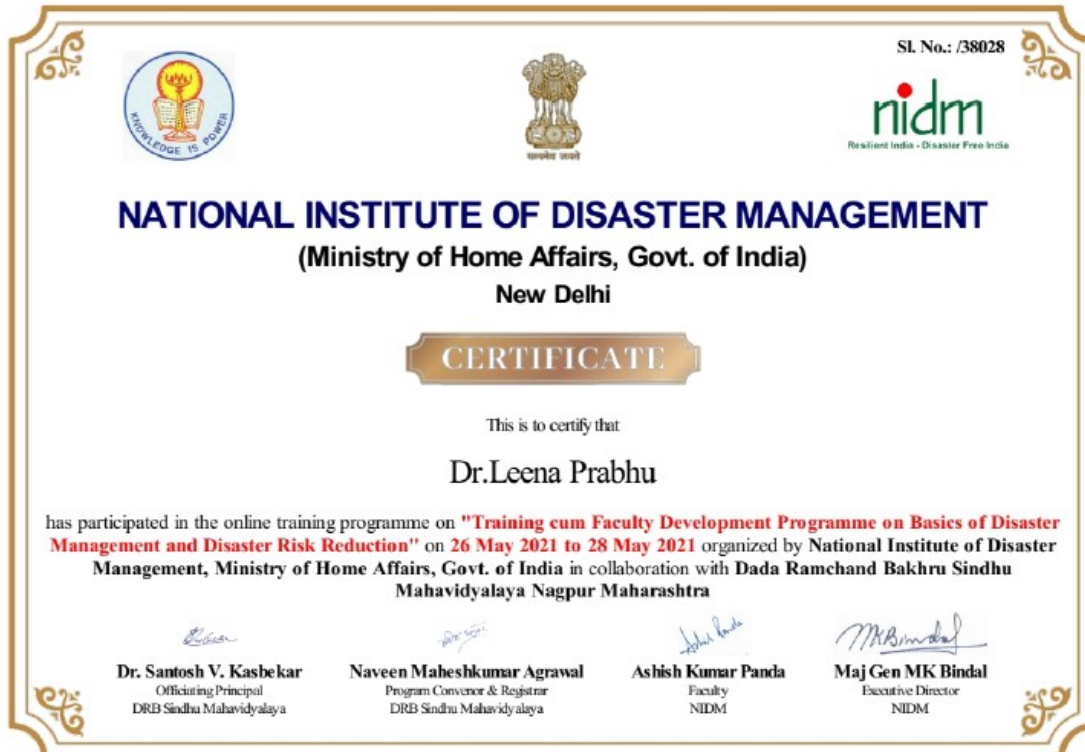 Sl. No.: /38028
KNOWLEDGE IS POWER
सत्यमेव जयते
nidm
Resilient India - Disaster Free India
NATIONAL INSTITUTE OF DISASTER MANAGEMENT
(Ministry of Home Affairs, Govt. of India)
New Delhi
CERTIFICATE
This is to certify that
Dr.Leena Prabhu
has participated in the online training programme on "Training cum Faculty Development Programme on Basics of Disaster
Management and Disaster Risk Reduction" on 26 May 2021 to 28 May 2021 organized by National Institute of Disaster
Management, Ministry of Home Affairs, Govt. of India in collaboration with Dada Ramchand Bakhru Sindhu
Mahavidyalaya Nagpur Maharashtra
Ashish Panda
MKBindal
Dr. Santosh V. Kasbekar
Naveen Maheshkumar Agrawal
Ashish Kumar Panda
Maj Gen MK Bindal
Officiating Principal
Program Convenor & Registrar
Faculty
Executive Director
DRB Sindhu Mahavidyalaya
DRB Sindhu Mahavidyalaya
NIDM
NIDM